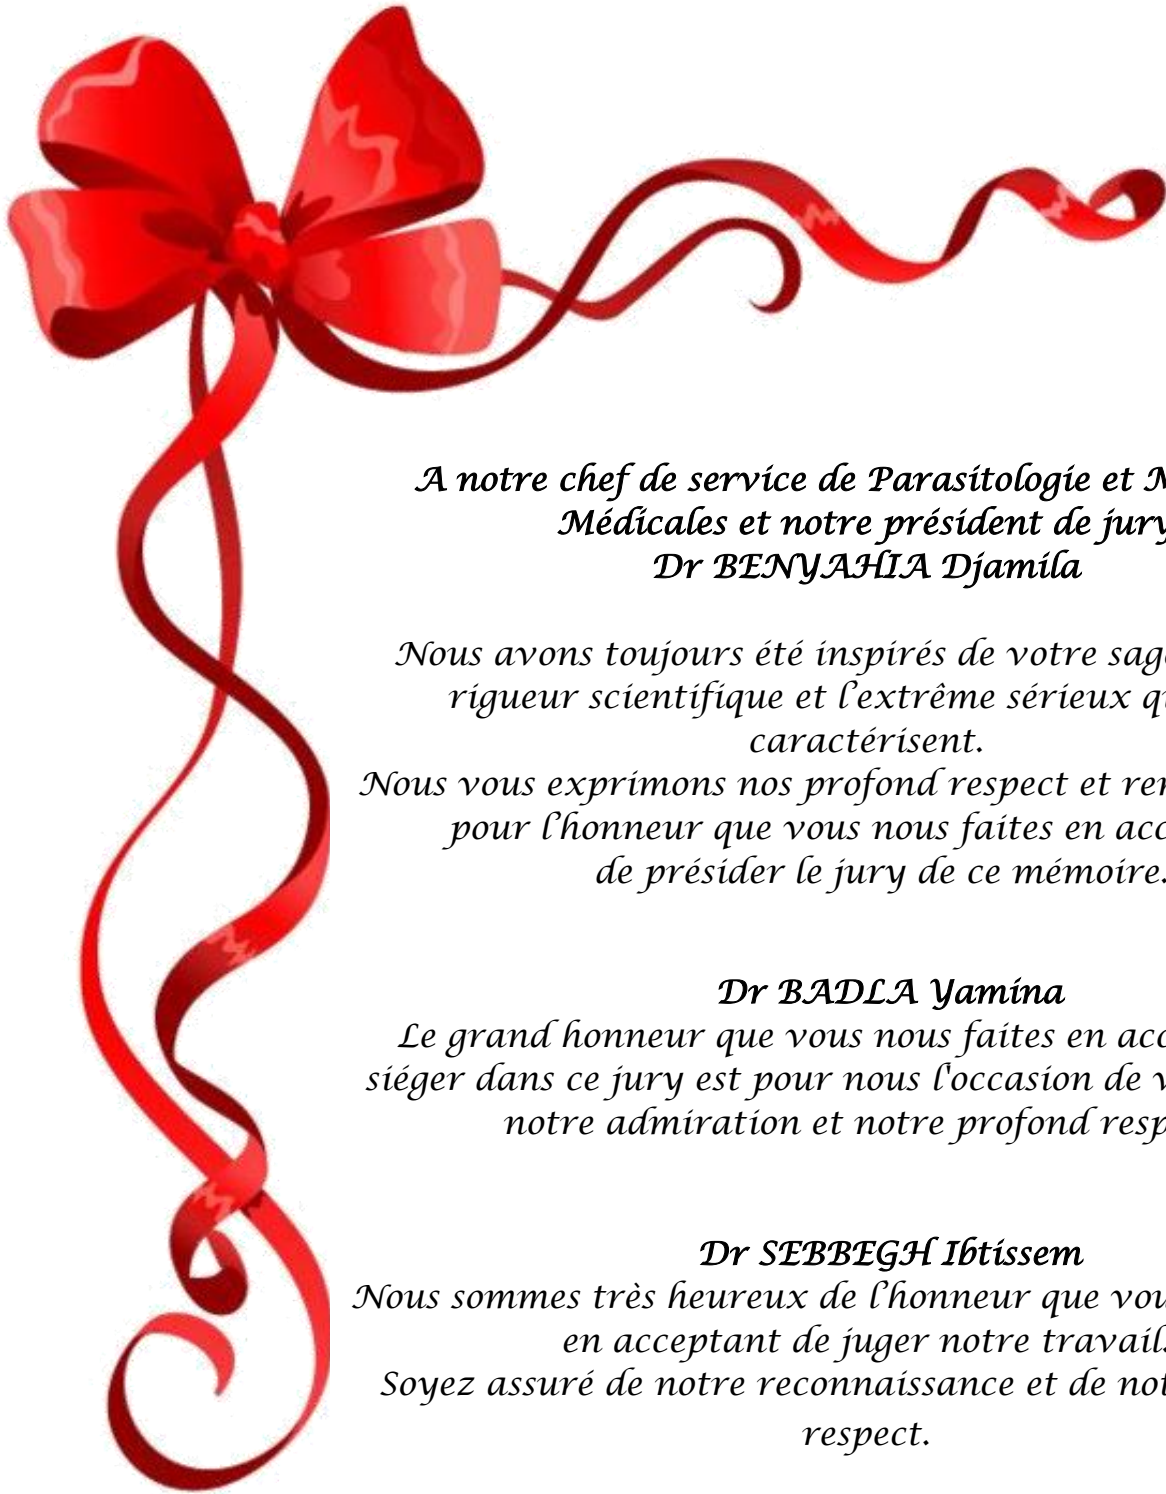 A notre chef de service de Parasitologie et M
Médicales et notre président de jury
Dr BENYAHIA Djamila
Nous avons toujours été inspirés de votre sag
rigueur scientifique et l’extrême sérieux q
caractérisent.
Nous vous exprimons nos profond respect et re
pour l’honneur que vous nous faites en acc
de présider le jury de ce mémoire.
Dr BADLA Yamina
Le grand honneur que vous nous faites en acc
siéger dans ce jury est pour nous l'occasion de v
notre admiration et notre profond resp
Dr SEBBEGH Ibtissem
Nous sommes très heureux de l’honneur que vou
en acceptant de juger notre travail.
Soyez assuré de notre reconnaissance et de not
respect.